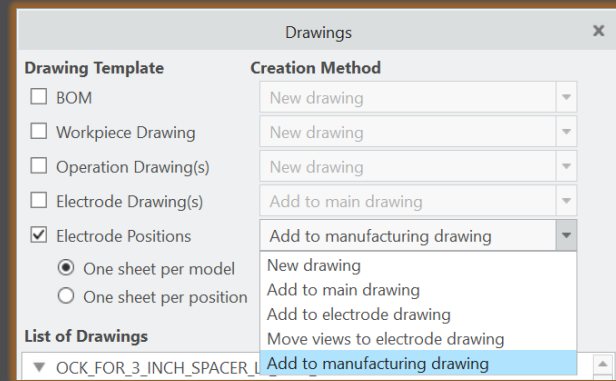 Drawings
Drawing Template Creation Method
BOM New drawing
Workpiece Drawing New drawing
Operation Drawing(s) New drawing
Electrode Drawing(s) Add to main drawing
Electrode Positions Add to manufacturing drawing
New drawing
One sheet per model
Add to main drawing
One sheet per position
Add to electrode drawing
Move views to electrode drawing
List of Drawings
Add to manufacturing drawing
OCK_FOR_3_INCH_SPACER_L